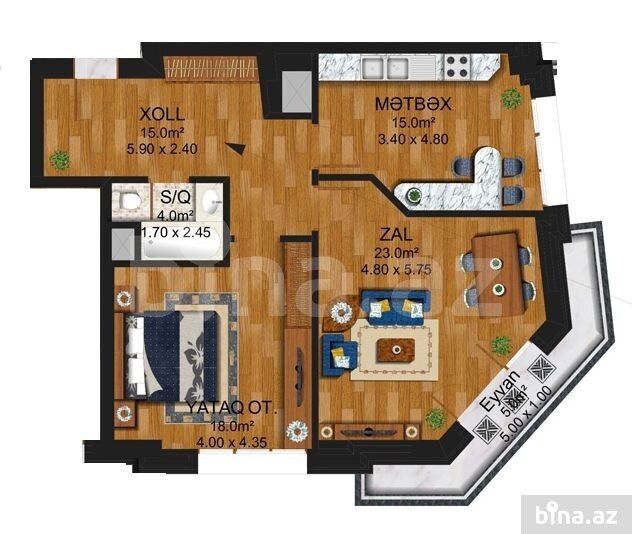 XOLL
15.0m²
5.90 x 2.40
MƏTBƏX
15.0m²
3.40 x 4.80
S/Q
4.0m²
1.70 x 2.45
ZAL
23.0m²
4.80 x 5.75
bina.az
YATAQ OT.
18.0m²
4.00 x 4.35
Eyvan
5.0m²
5.00 x 1.00
bina.az